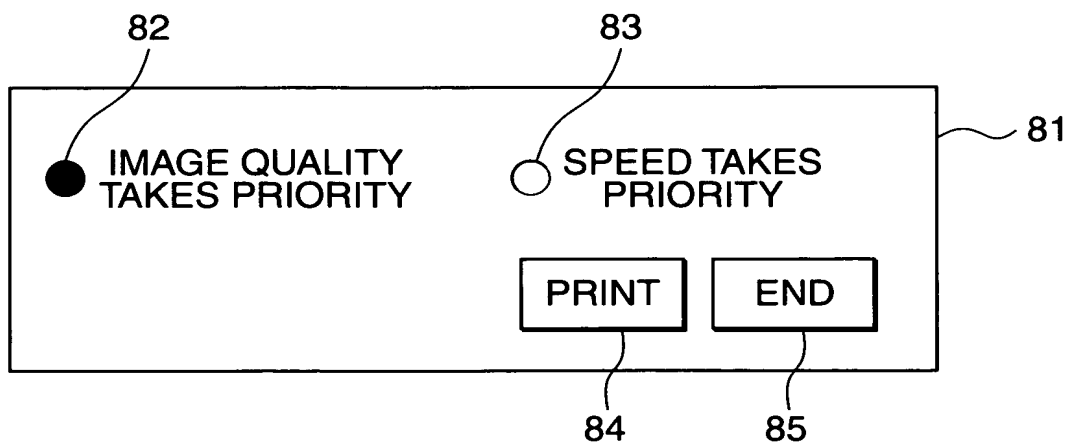 82
83
81
IMAGE QUALITY
TAKES PRIORITY
SPEED TAKES
PRIORITY
PRINT
END
84
85